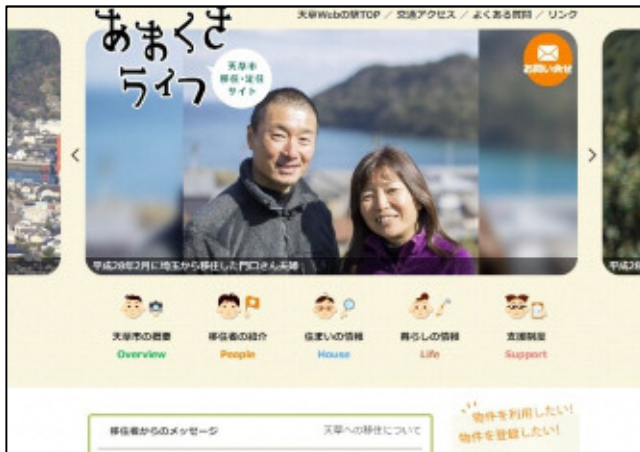 天草Webの駅TOP / 交通アクセス / よくある質問 / リンク
あまくさ
ライフ
天草市
移住・定住
サイト
お問い合せ
平成28年2月に埼玉から移住した門口さん夫婦
平成28
天草市の概要
Overview
移住者の紹介
People
住まいの情報
House
暮らしの情報
Life
支援制度
Support
移住者からのメッセージ
天草への移住について
物件を利用したい!
物件を登録したい!